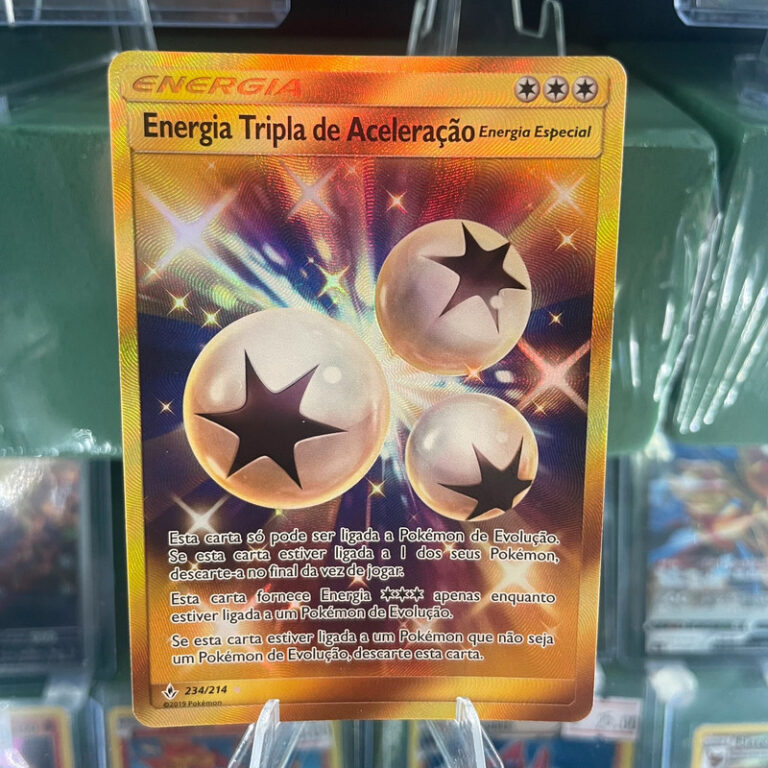 ENERGIA
Energia Tripla de Aceleração Energia Especial
Esta carta só pode ser ligada a Pokémon de Evolução.
Se esta carta estiver ligada a 1 dos seus Pokémon,
descarte-a no final da vez de jogar.
Esta carta fornece Energia ✶✶✶ apenas enquanto
estiver ligada a um Pokémon de Evolução.
Se esta carta estiver ligada a um Pokémon que não seja
um Pokémon de Evolução, descarte esta carta.
234/214
©2019 Pokémon